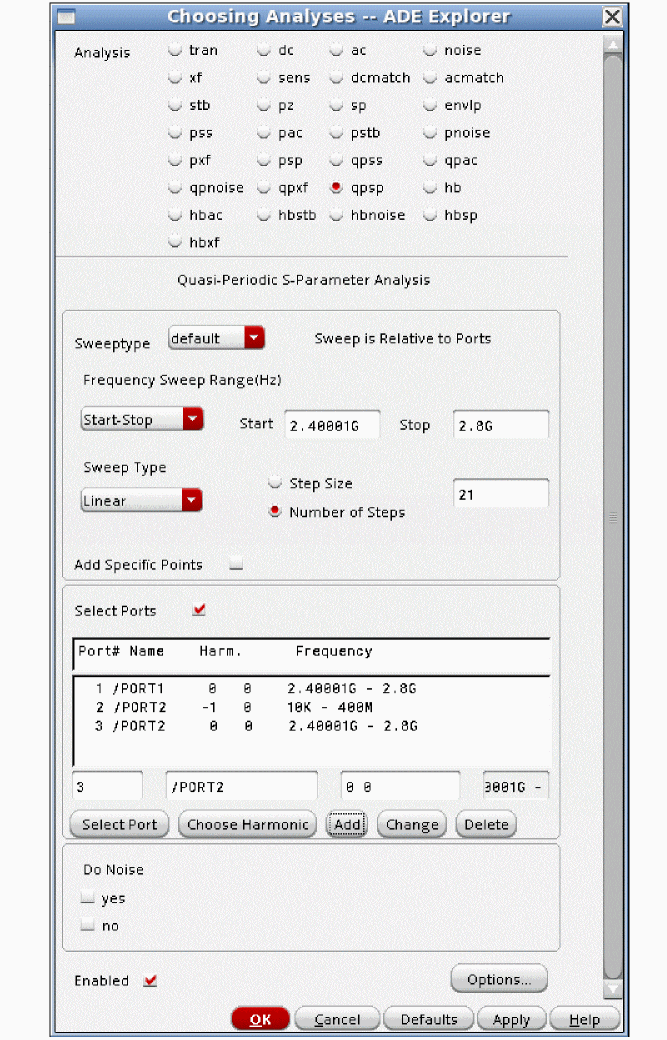 Choosing Analyses -- ADE Explorer
Analysis tran dc ac noise
xf sens dcmatch acmatch
stb pz sp envlp
pss pac pstb pnoise
pxf psp qpss qpac
qpnoise qpxf qpsp hb
hbac hbstb hbnoise hbsp
hbxf
Quasi-Periodic S-Parameter Analysis
Sweeptype default Sweep is Relative to Ports
Frequency Sweep Range(Hz)
Start-Stop Start 2.40001G Stop 2.8G
Sweep Type
Linear
Step Size
Number of Steps
21
Add Specific Points
Select Ports
Port# Name Harm. Frequency
1 /PORT1 0 0 2.40001G - 2.8G
2 /PORT2 -1 0 10K - 400M
3 /PORT2 0 0 2.40001G - 2.8G
3 /PORT2 0 0 0001G -
Select Port Choose Harmonic Add Change Delete
Do Noise
yes
no
Enabled Options...
OK Cancel Defaults Apply Help